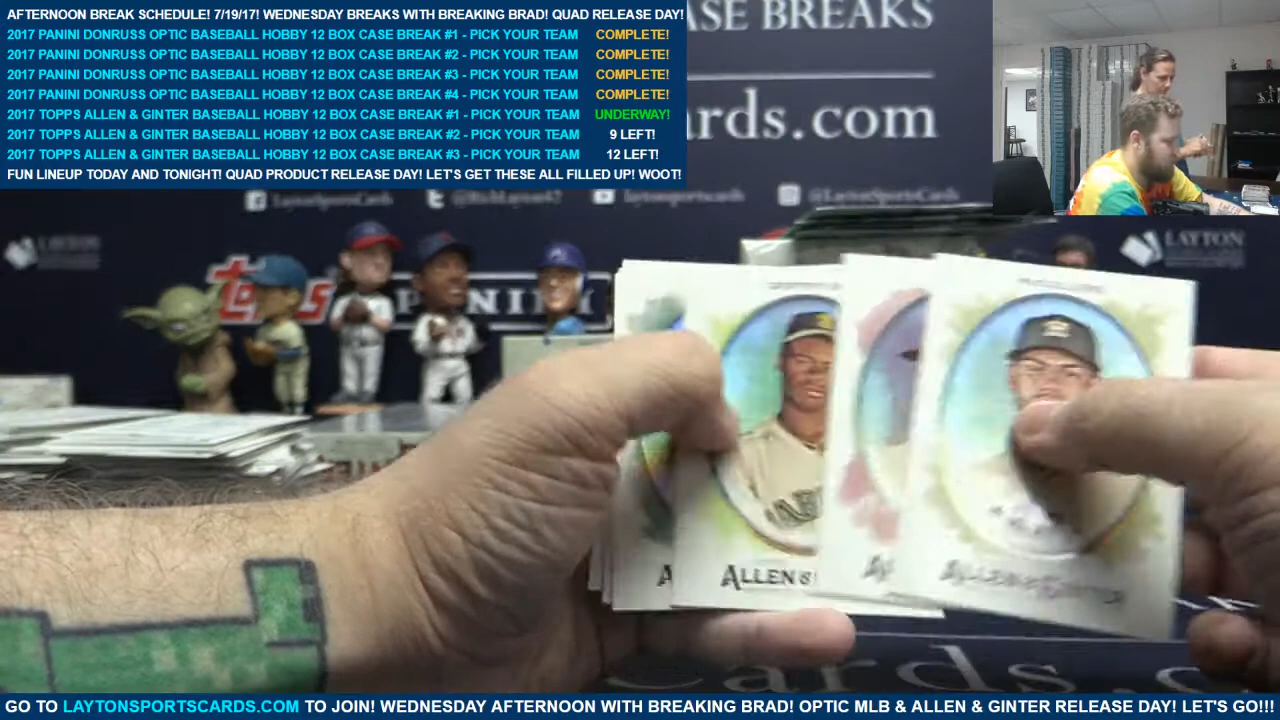 AFTERNOON BREAK SCHEDULE! 7/19/17! WEDNESDAY BREAKS WITH BREAKING BRAD! QUAD RELEASE DAY!
2017 PANINI DONRUSS OPTIC BASEBALL HOBBY 12 BOX CASE BREAK #1 - PICK YOUR TEAM COMPLETE!
2017 PANINI DONRUSS OPTIC BASEBALL HOBBY 12 BOX CASE BREAK #2 - PICK YOUR TEAM COMPLETE!
2017 PANINI DONRUSS OPTIC BASEBALL HOBBY 12 BOX CASE BREAK #3 - PICK YOUR TEAM COMPLETE!
2017 PANINI DONRUSS OPTIC BASEBALL HOBBY 12 BOX CASE BREAK #4 - PICK YOUR TEAM COMPLETE!
2017 TOPPS ALLEN & GINTER BASEBALL HOBBY 12 BOX CASE BREAK #1 - PICK YOUR TEAM UNDERWAY!
2017 TOPPS ALLEN & GINTER BASEBALL HOBBY 12 BOX CASE BREAK #2 - PICK YOUR TEAM 9 LEFT!
2017 TOPPS ALLEN & GINTER BASEBALL HOBBY 12 BOX CASE BREAK #3 - PICK YOUR TEAM 12 LEFT!
FUN LINEUP TODAY AND TONIGHT! QUAD PRODUCT RELEASE DAY! LET'S GET THESE ALL FILLED UP! WOOT!
ASE BREAKS
rds.com
LaytonSportsCards
laytonsportscards
@LaytonSportsCards
LAYTON
LAYTON
topps PANINI
ALLEN &
ALLEN & GINTER
Cards.c
GO TO LAYTONSPORTSCARDS.COM TO JOIN! WEDNESDAY AFTERNOON WITH BREAKING BRAD! OPTIC MLB & ALLEN & GINTER RELEASE DAY! LET'S GO!!!